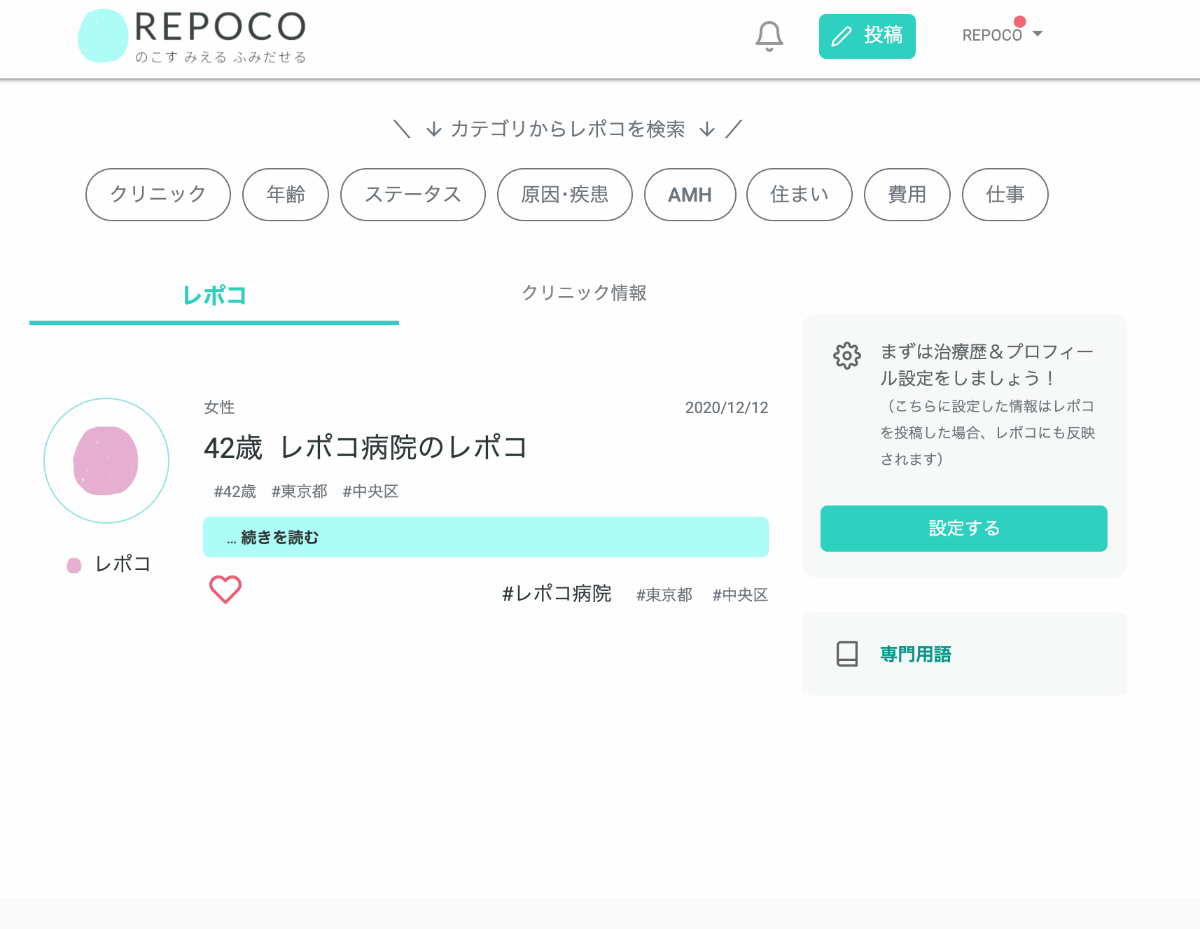 REPOCO
のこす みえる ふみだせる
投稿
REPOCO
＼ ↓ カテゴリからレポコを検索 ↓ ／
クリニック 年齢 ステータス 原因･疾患 AMH 住まい 費用 仕事
レポコ クリニック情報
女性 2020/12/12
42歳 レポコ病院のレポコ
#42歳 #東京都 #中央区
... 続きを読む
レポコ
#レポコ病院 #東京都 #中央区
まずは治療歴＆プロフィー
ル設定をしましょう！
（こちらに設定した情報はレポコ
を投稿した場合、レポコにも反映
されます）
設定する
専門用語